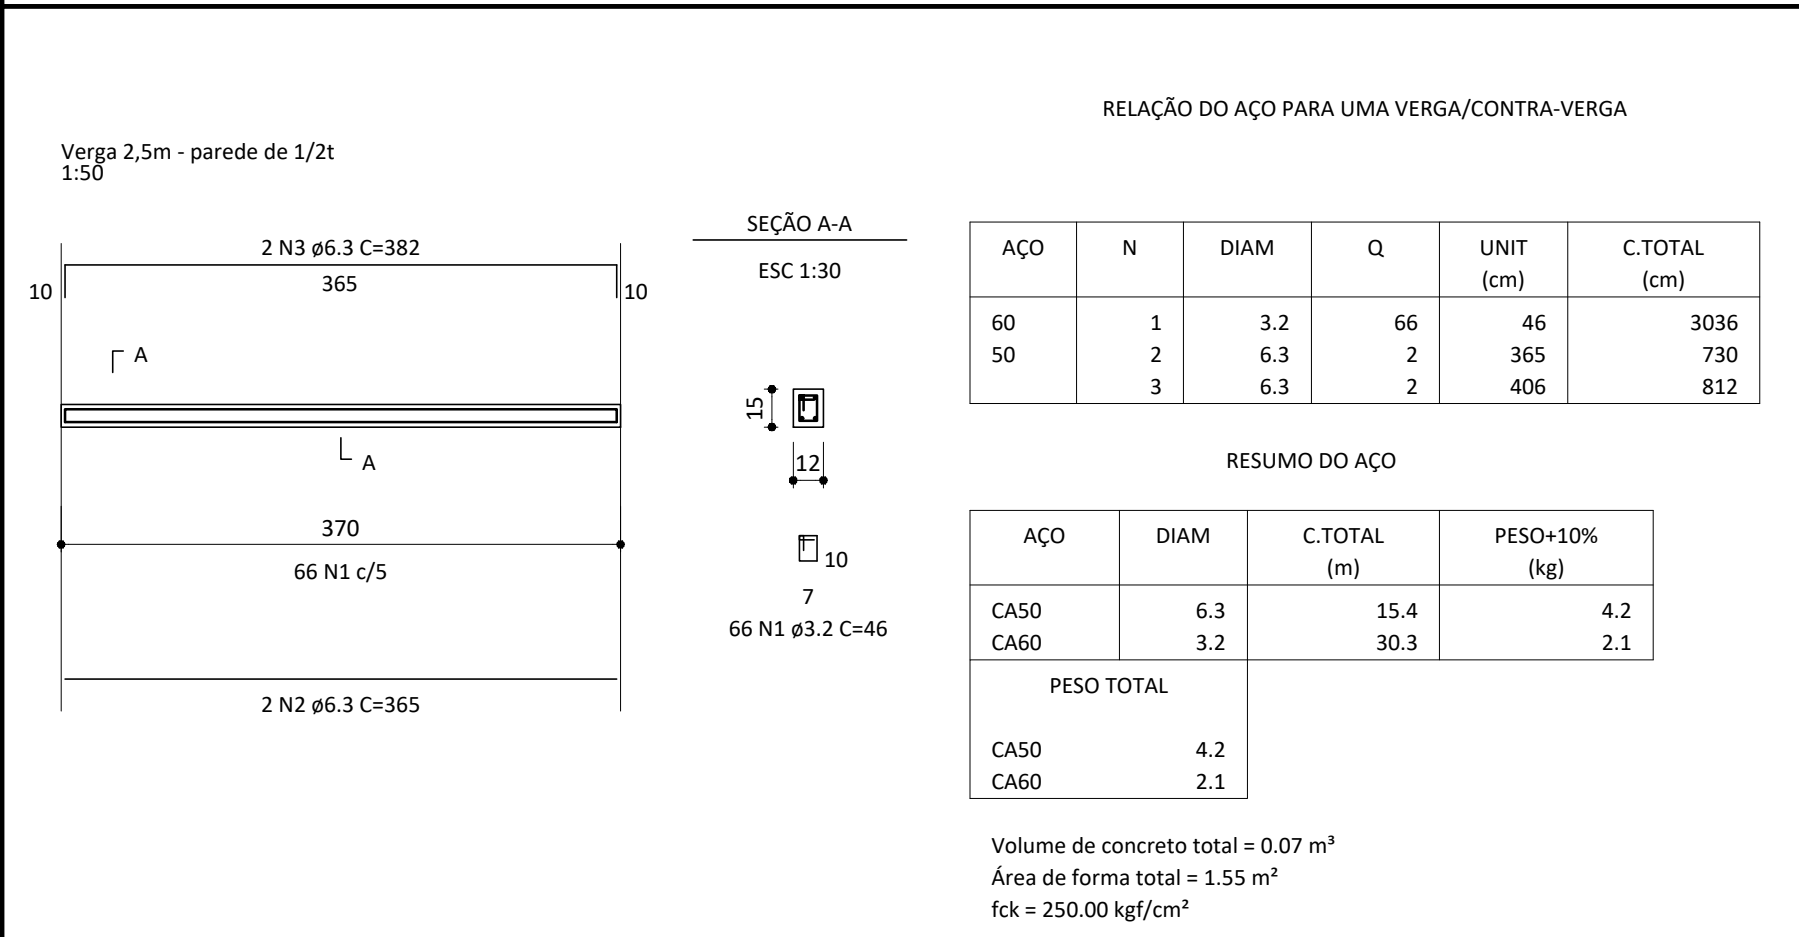 RELAÇÃO DO AÇO PARA UMA VERGA/CONTRA-VERGA
Verga 2,5m - parede de 1/2t
1:50
2 N3 ø6.3 C=382
365
10
10
A
A
370
66 N1 c/5
2 N2 ø6.3 C=365
SEÇÃO A-A
ESC 1:30
15
12
10
7
66 N1 ø3.2 C=46
AÇO N DIAM Q UNIT C.TOTAL
(cm) (cm)
60 1 3.2 66 46 3036
50 2 6.3 2 365 730
3 6.3 2 406 812
RESUMO DO AÇO
AÇO DIAM C.TOTAL PESO+10%
(m) (kg)
CA50 6.3 15.4 4.2
CA60 3.2 30.3 2.1
PESO TOTAL
CA50 4.2
CA60 2.1
Volume de concreto total = 0.07 m³
Área de forma total = 1.55 m²
fck = 250.00 kgf/cm²